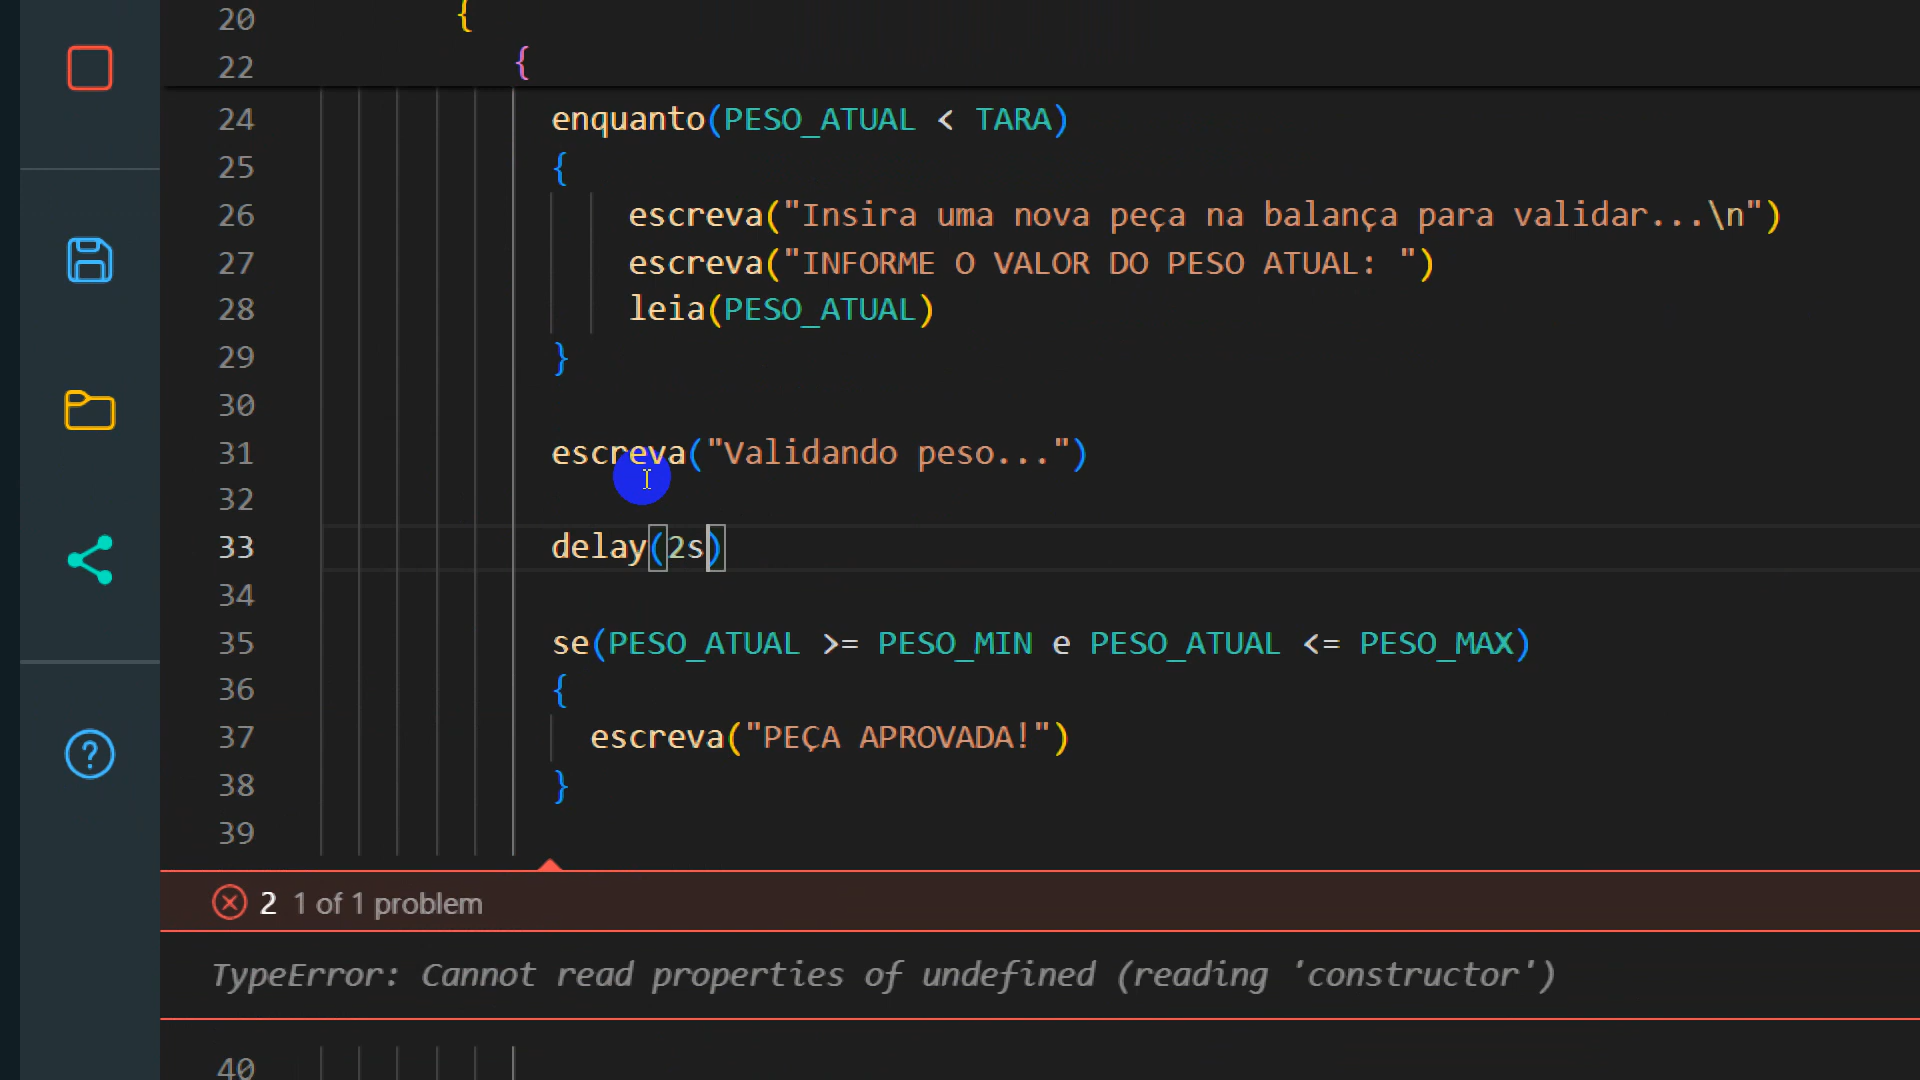 20 {
22 {
24 enquanto(PESO_ATUAL < TARA)
25 {
26 escreva("Insira uma nova peça na balança para validar...\n")
27 escreva("INFORME O VALOR DO PESO ATUAL: ")
28 leia(PESO_ATUAL)
29 }
30
31 escreva("Validando peso...")
32
33 delay(2s)
34
35 se(PESO_ATUAL >= PESO_MIN e PESO_ATUAL <= PESO_MAX)
36 {
37 escreva("PEÇA APROVADA!")
38 }
39
2 1 of 1 problem
TypeError: Cannot read properties of undefined (reading 'constructor')
40